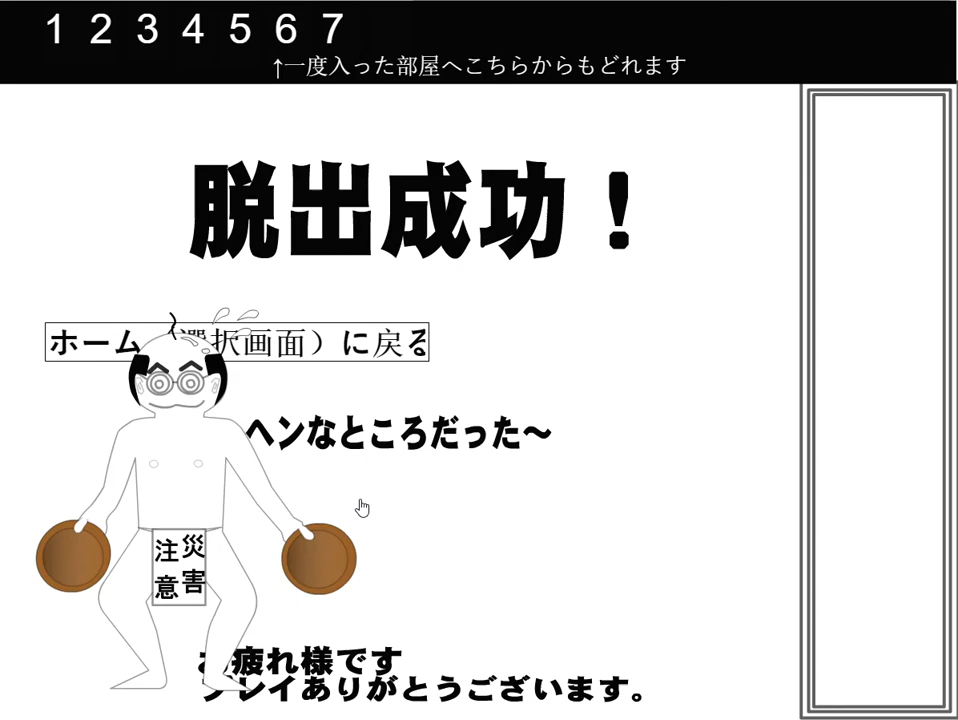 1 2 3 4 5 6 7
↑一度入った部屋へこちらからもどれます
脱出成功！
ホーム（選択画面）に戻る
ヘンなところだった～
災害
注意
お疲れ様です
プレイありがとうございます。